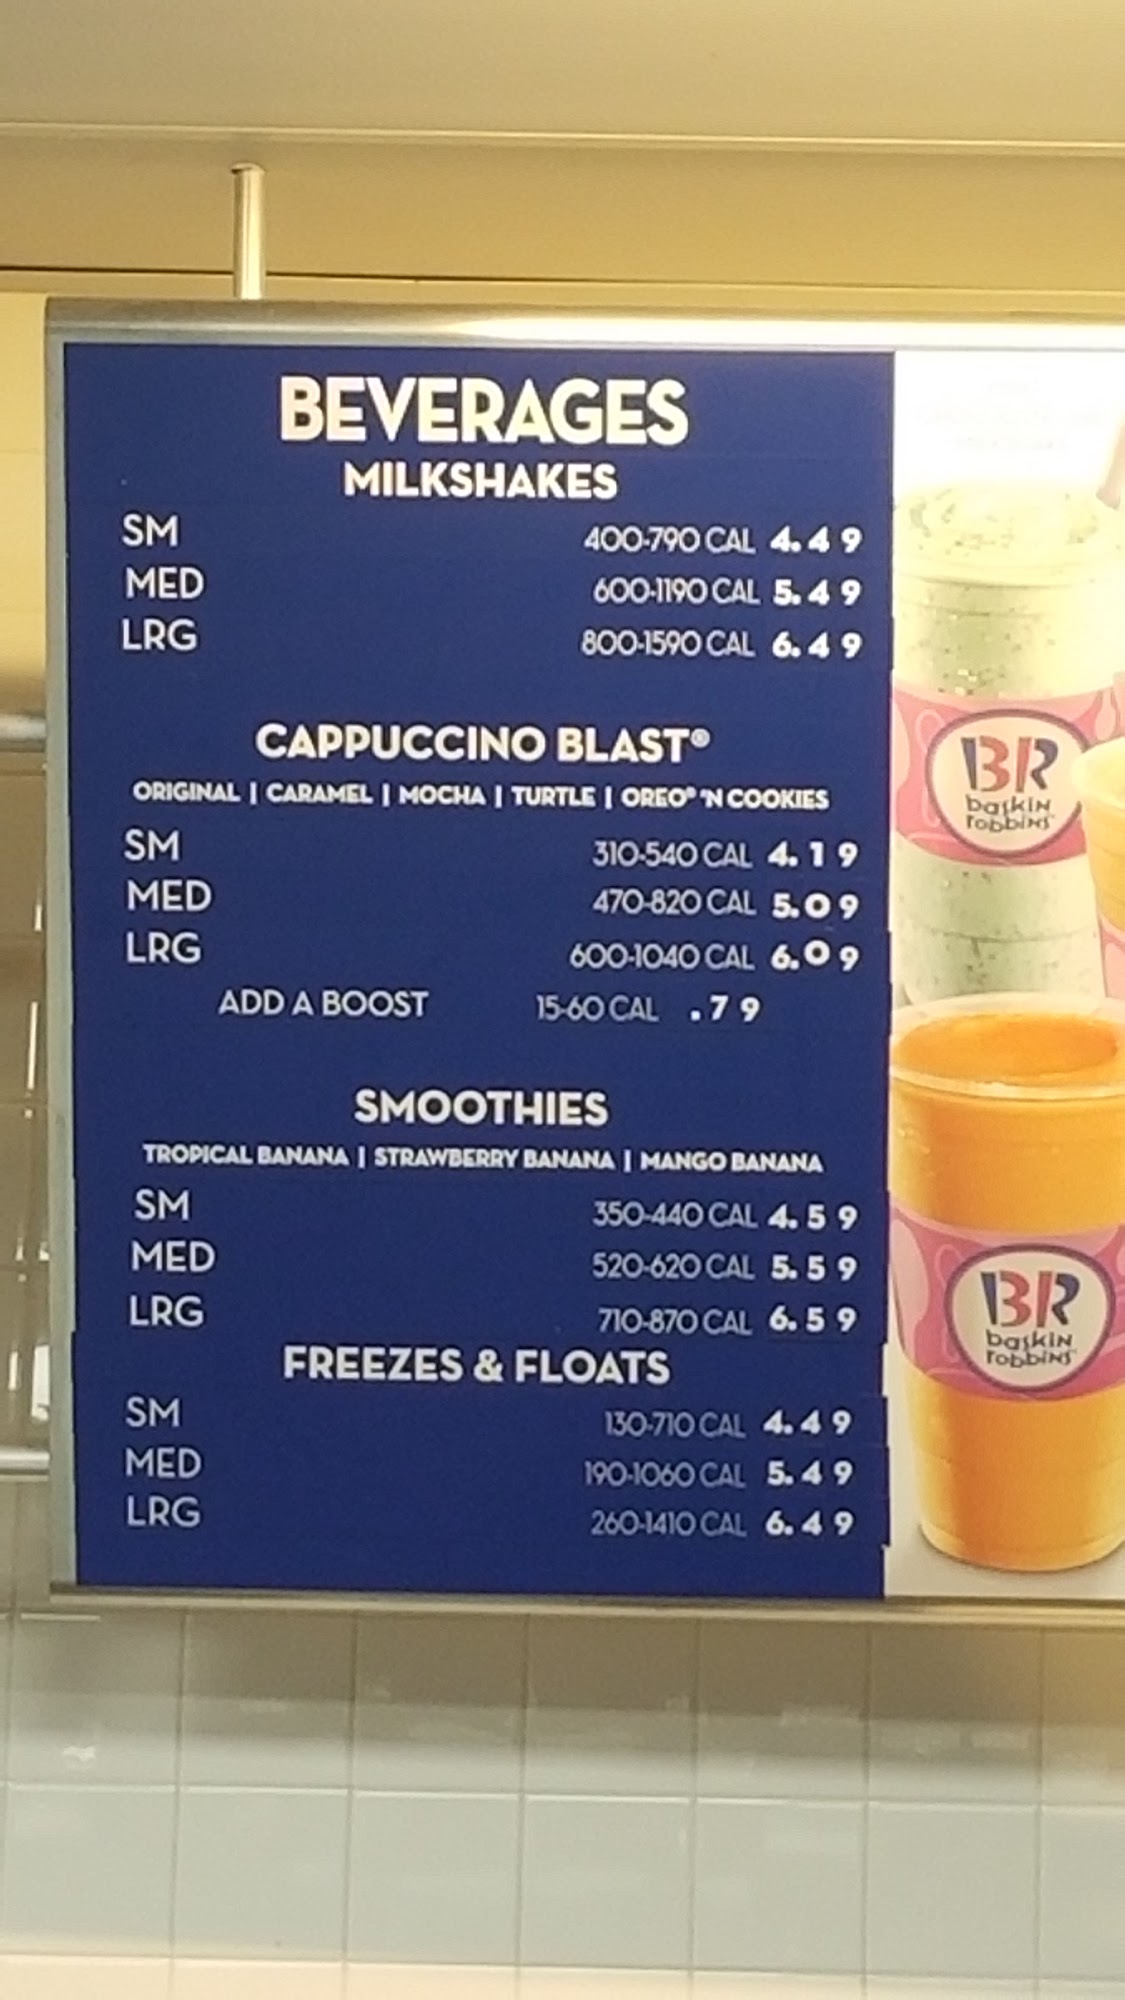 BEVERAGES
MILKSHAKES
SM 400-790 CAL 4.49
MED 600-1190 CAL 5.49
LRG 800-1590 CAL 6.49
CAPPUCCINO BLAST®
ORIGINAL | CARAMEL | MOCHA | TURTLE | OREO® 'N COOKIES
SM 310-540 CAL 4.19
MED 470-820 CAL 5.09
LRG 600-1040 CAL 6.09
ADD A BOOST 15-60 CAL .79
SMOOTHIES
TROPICAL BANANA | STRAWBERRY BANANA | MANGO BANANA
SM 350-440 CAL 4.59
MED 520-620 CAL 5.59
LRG 710-870 CAL 6.59
FREEZES & FLOATS
SM 130-710 CAL 4.49
MED 190-1060 CAL 5.49
LRG 260-1410 CAL 6.49
BR
baskin
robbins
BR
baskin
robbins